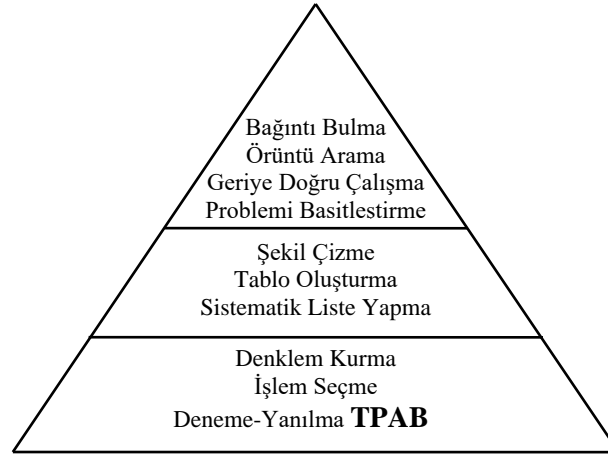 Bağıntı Bulma
Örüntü Arama
Geriye Doğru Çalışma
Problemi Basitleştirme
Şekil Çizme
Tablo Oluşturma
Sistematik Liste Yapma
Denklem Kurma
İşlem Seçme
Deneme-Yanılma TPAB